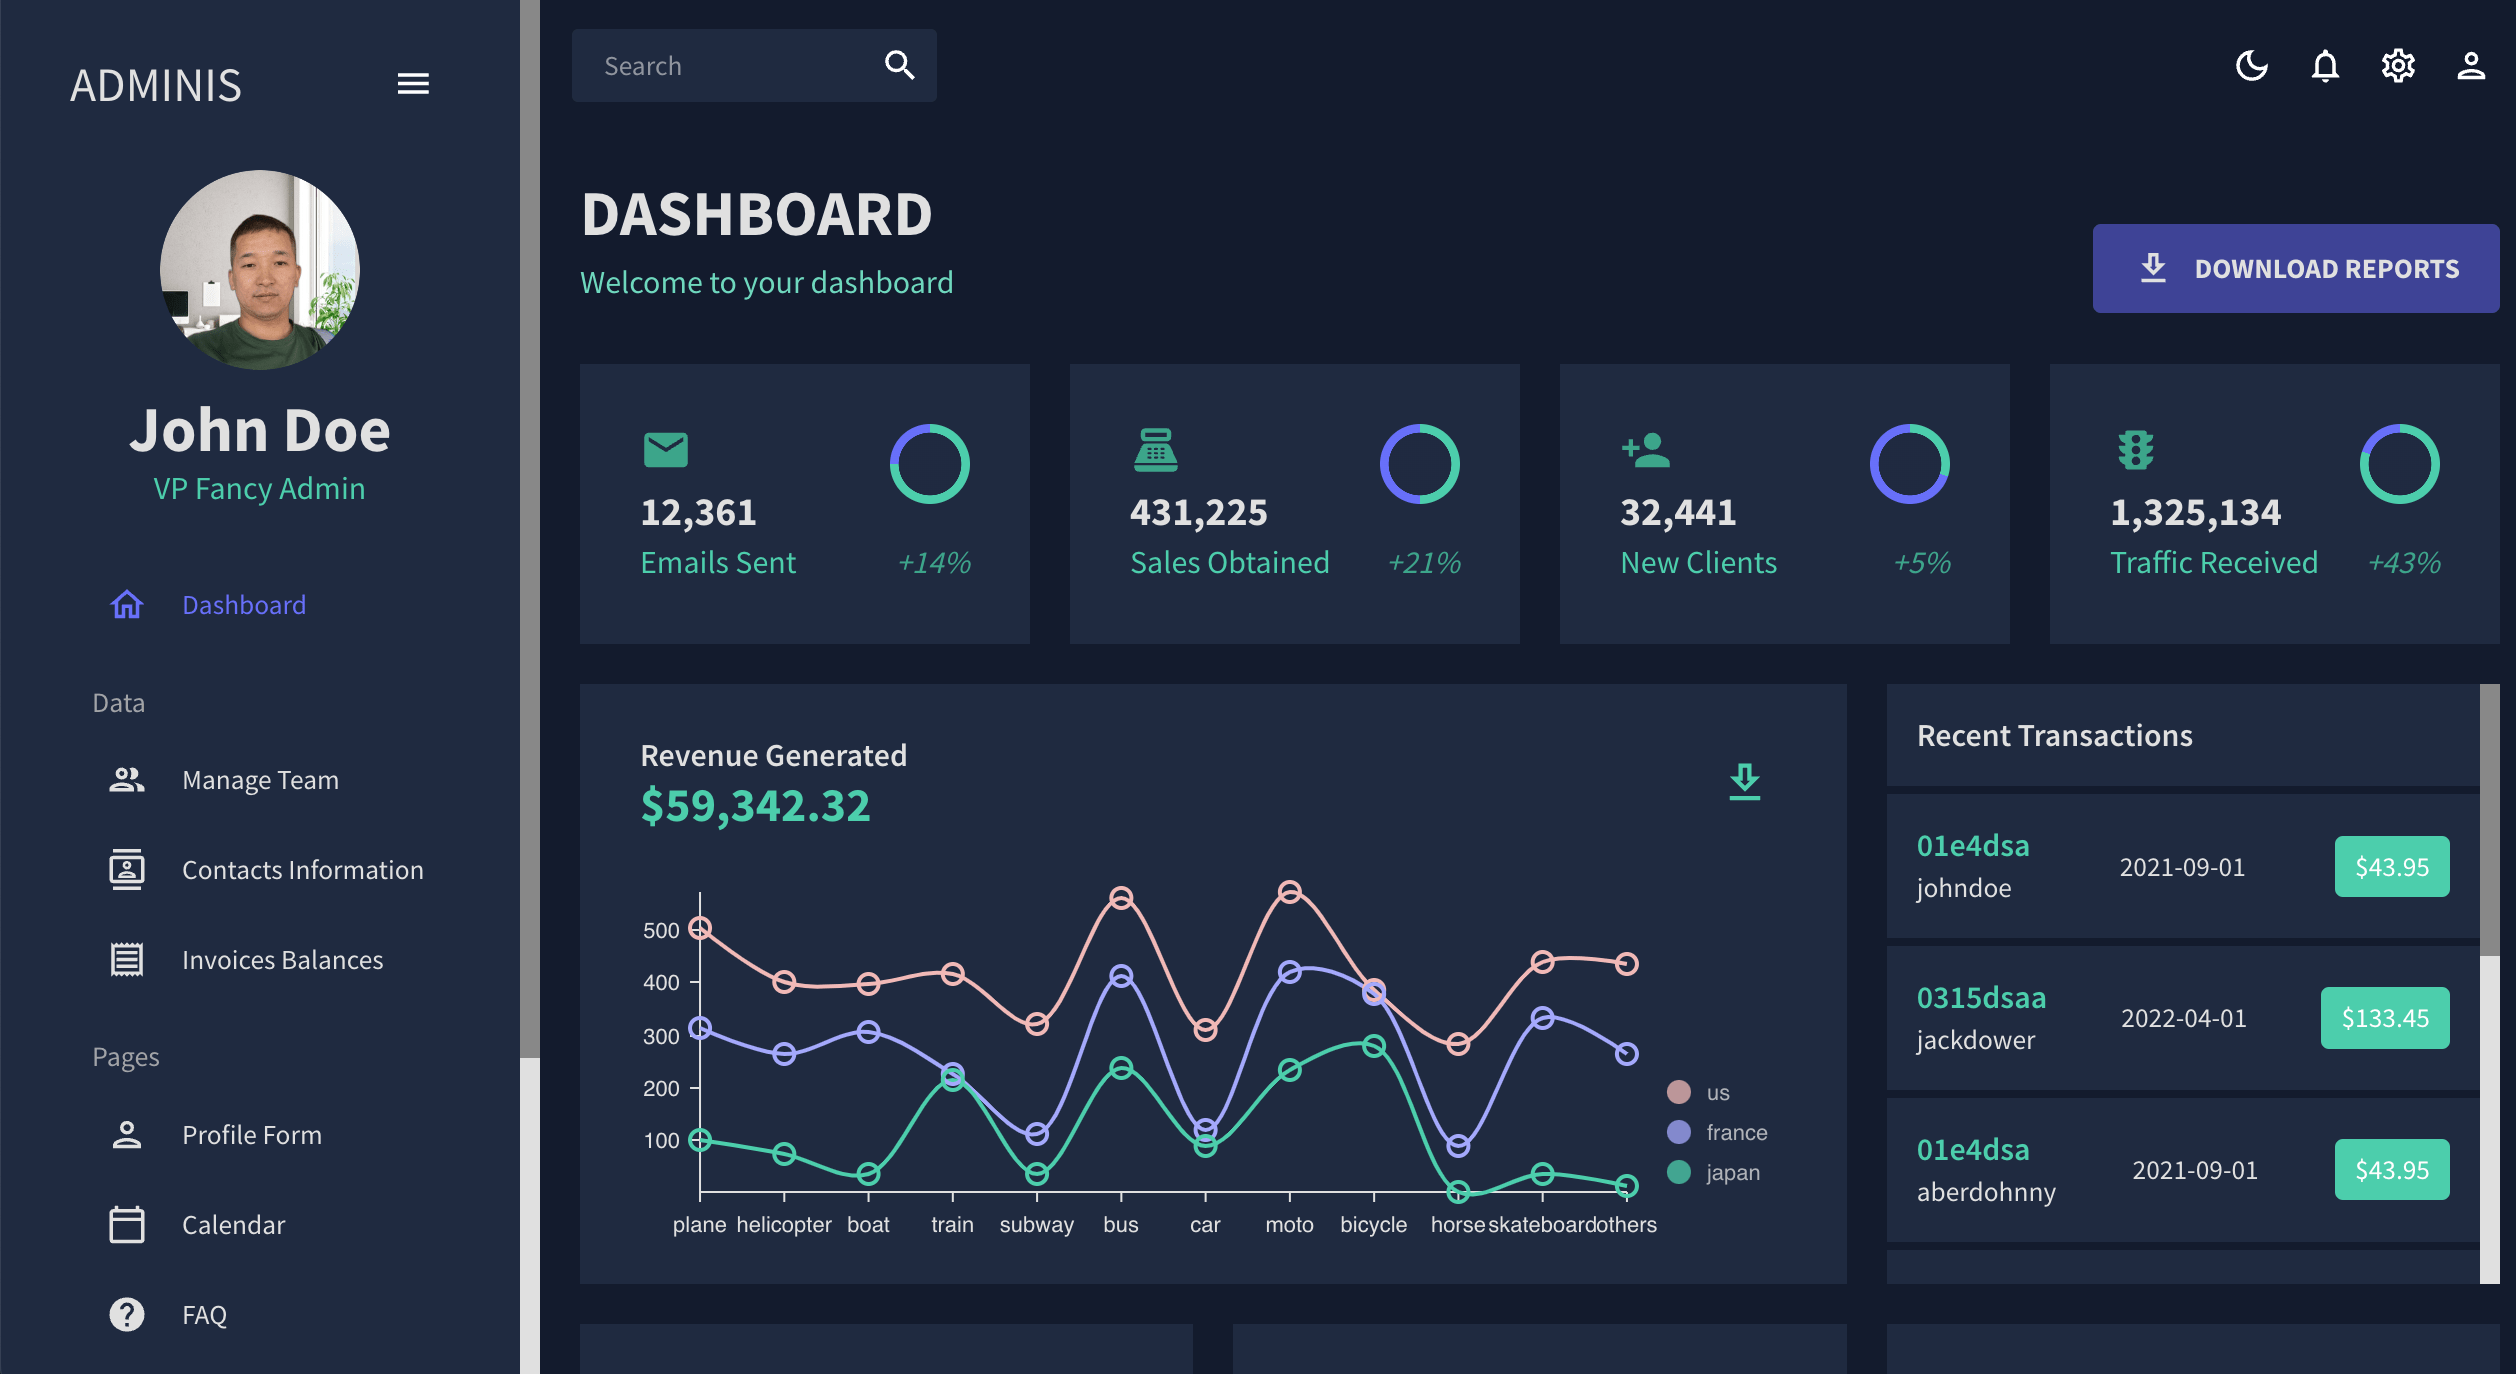 ADMINIS
John Doe
VP Fancy Admin
Dashboard
Data
Manage Team
Contacts Information
Invoices Balances
Pages
Profile Form
Calendar
FAQ
Search
DASHBOARD
Welcome to your dashboard
DOWNLOAD REPORTS
12,361
Emails Sent +14%
431,225
Sales Obtained +21%
32,441
New Clients +5%
1,325,134
Traffic Received +43%
Revenue Generated
$59,342.32
500
400
300
200
100
plane helicopter boat train subway bus car moto bicycle horse skateboard others
us
france
japan
Recent Transactions
01e4dsa
johndoe
2021-09-01
$43.95
0315dsaa
jackdower
2022-04-01
$133.45
01e4dsa
aberdohnny
2021-09-01
$43.95